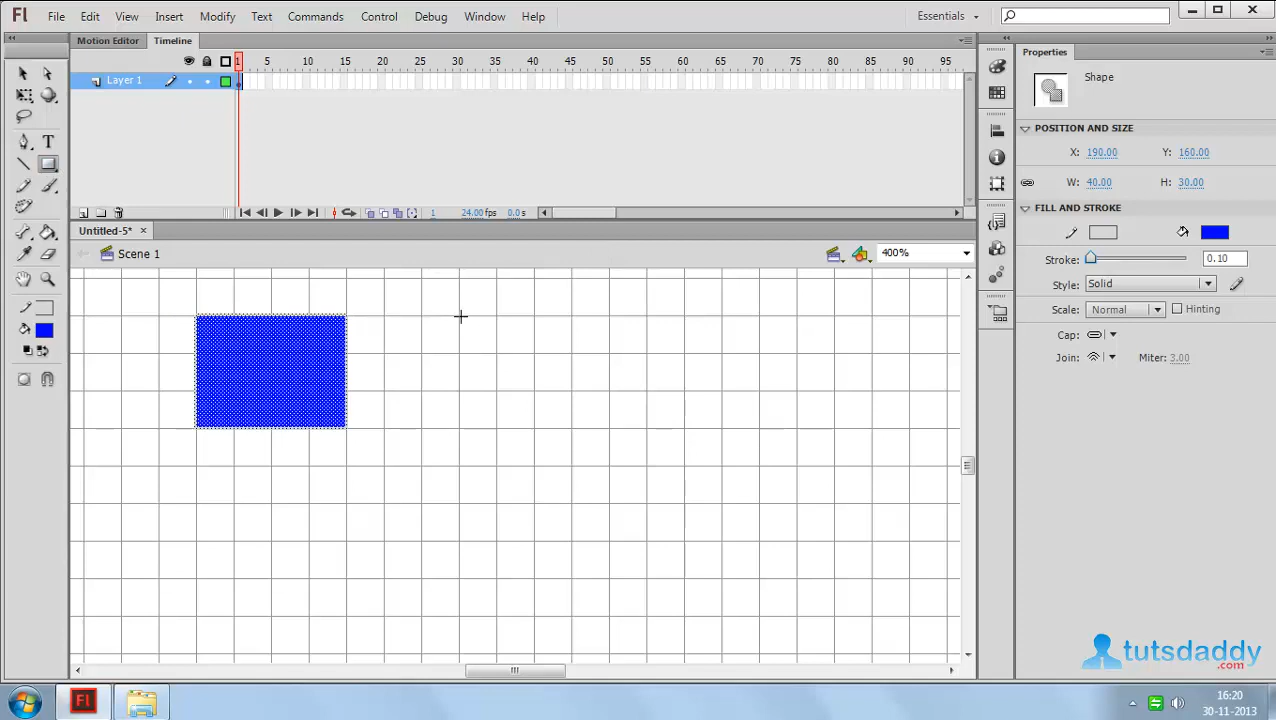 Fl File Edit View Insert Modify Text Commands Control Debug Window Help Essentials
Motion Editor Timeline
1 5 10 15 20 25 30 35 40 45 50 55 60 65 70 75 80 85 90 95
Layer 1
1 24.00 fps 0.0 s
Untitled-5*
Scene 1 400%
Properties
Shape
POSITION AND SIZE
X: 190.00 Y: 160.00
W: 40.00 H: 30.00
FILL AND STROKE
Stroke: 0.10
Style: Solid
Scale: Normal Hinting
Cap:
Join: Miter: 3.00
tutsdaddy
.com
Fl
16:20
30-11-2013